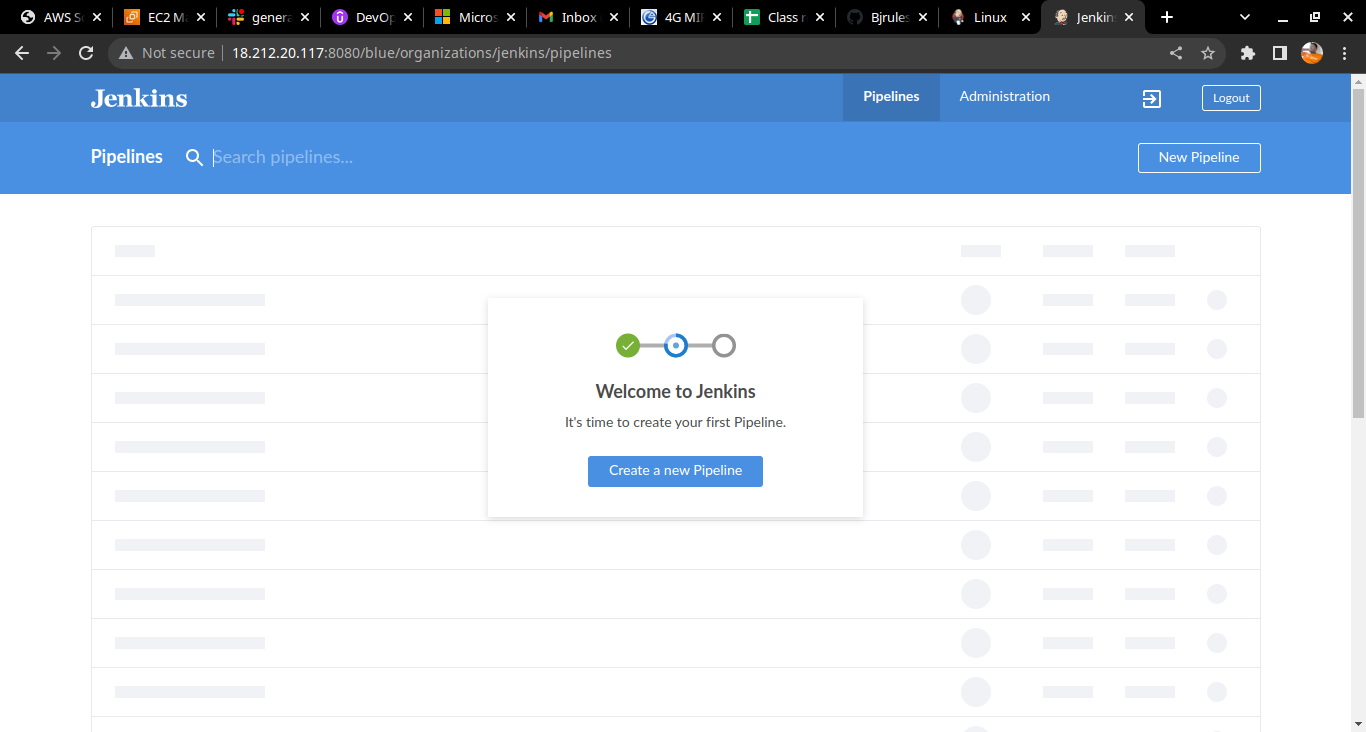 AWS S
EC2 M
genera
DevOp
Micros
Inbox
4G MI
Class r
Bjrules
Linux
Jenkin
Not secure
18.212.20.117:8080/blue/organizations/jenkins/pipelines
Jenkins
Pipelines
Administration
Logout
Pipelines
Search pipelines...
New Pipeline
Welcome to Jenkins
It's time to create your first Pipeline.
Create a new Pipeline